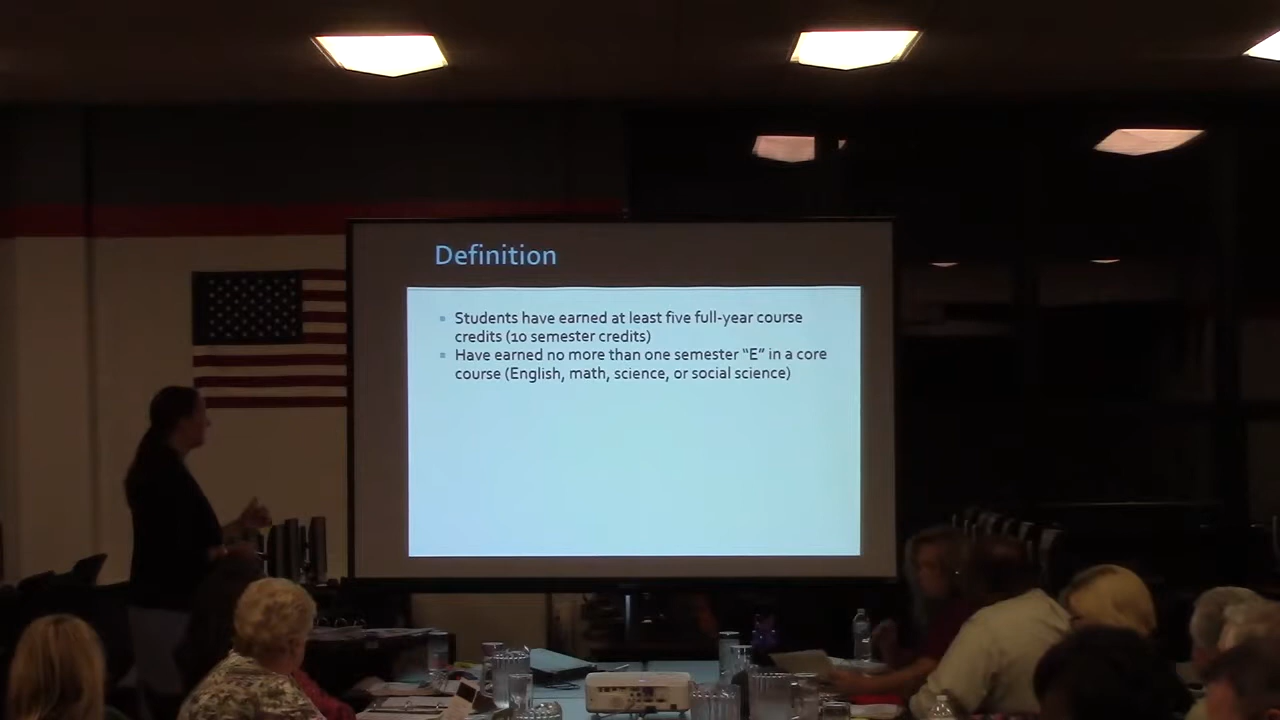 Definition
Students have earned at least five full-year course
credits (10 semester credits)
Have earned no more than one semester “E” in a core
course (English, math, science, or social science)